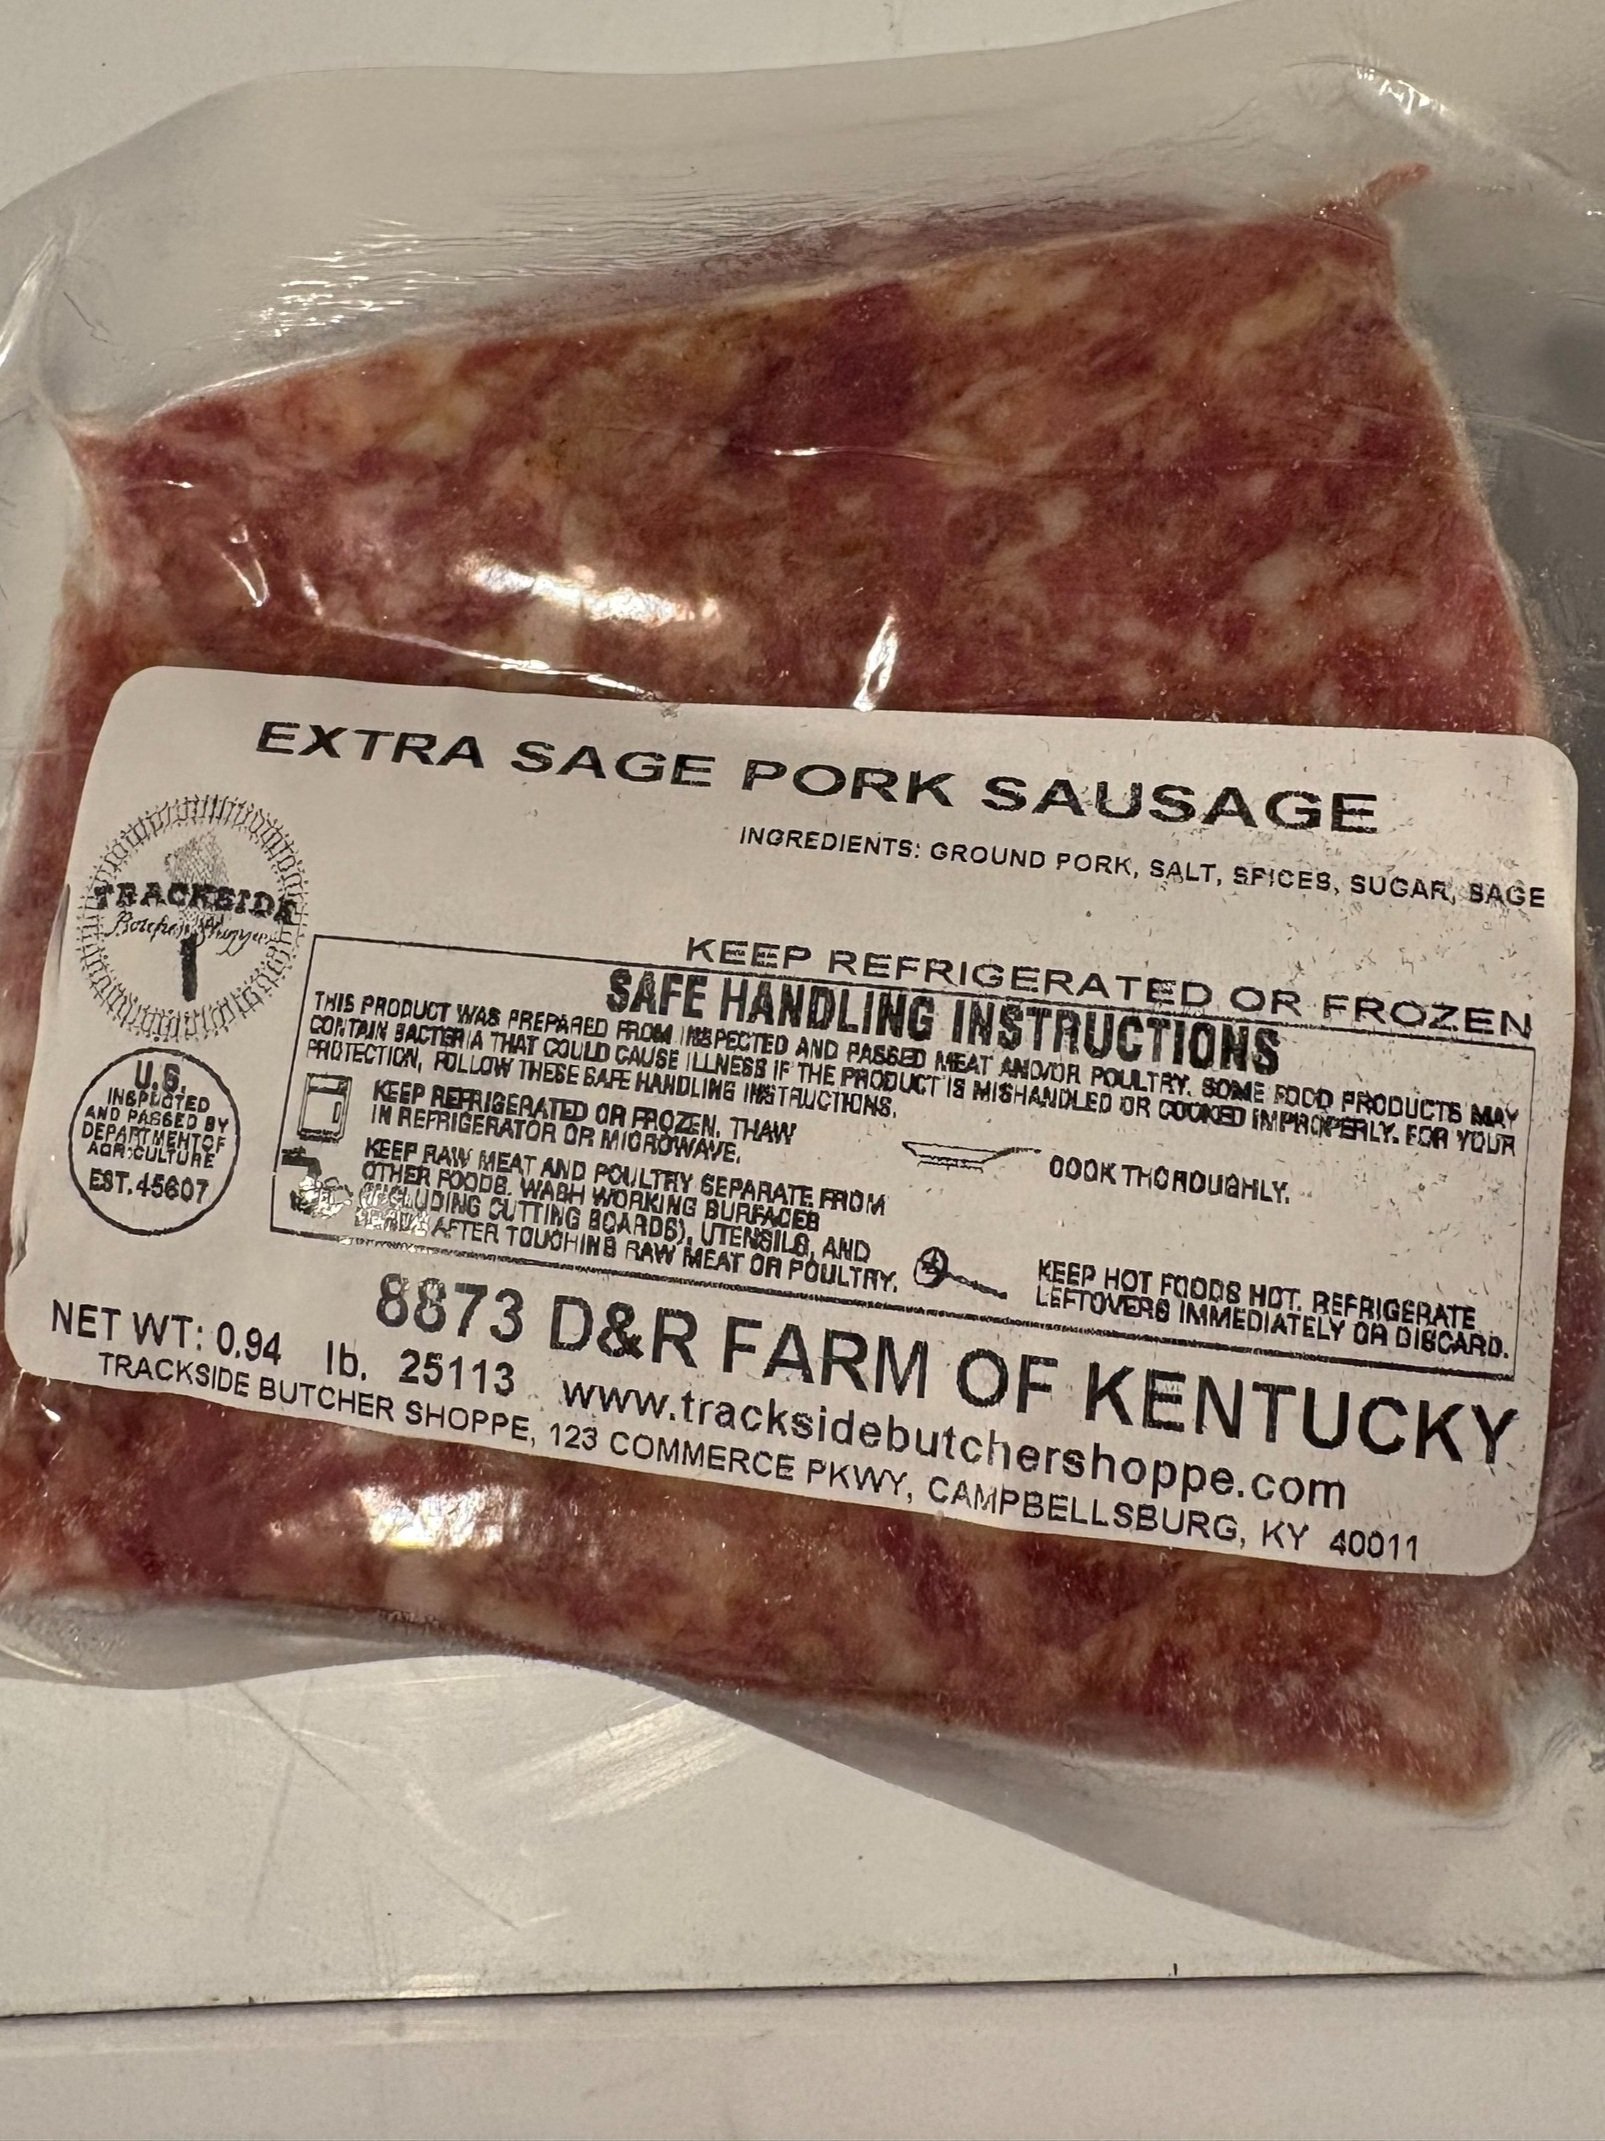 EXTRA SAGE PORK SAUSAGE
INGREDIENTS: GROUND PORK, SALT, SPICES, SUGAR, SAGE
TRACKSIDE
KEEP REFRIGERATED OR FROZEN
SAFE HANDLING INSTRUCTIONS
THIS PRODUCT WAS PREPARED FROM INSPECTED AND PASSED MEAT AND/OR POULTRY. SOME FOOD PRODUCTS MAY
CONTAIN BACTERIA THAT COULD CAUSE ILLNESS IF THE PRODUCT IS MISHANDLED OR COOKED IMPROPERLY. FOR YOUR
PROTECTION, FOLLOW THESE SAFE HANDLING INSTRUCTIONS.
KEEP REFRIGERATED OR FROZEN. THAW
IN REFRIGERATOR OR MICROWAVE.
COOK THOROUGHLY.
KEEP RAW MEAT AND POULTRY SEPARATE FROM
OTHER FOODS. WASH WORKING SURFACES
(INCLUDING CUTTING BOARDS), UTENSILS, AND
AFTER TOUCHING RAW MEAT OR POULTRY.
KEEP HOT FOODS HOT. REFRIGERATE
LEFTOVERS IMMEDIATELY OR DISCARD.
U.S.
INSPECTED
AND PASSED BY
DEPARTMENT OF
AGRICULTURE
EST. 45607
8873 D&R FARM OF KENTUCKY
NET WT: 0.94 lb. 25113 www.tracksidebutchershoppe.com
TRACKSIDE BUTCHER SHOPPE, 123 COMMERCE PKWY, CAMPBELLSBURG, KY 40011